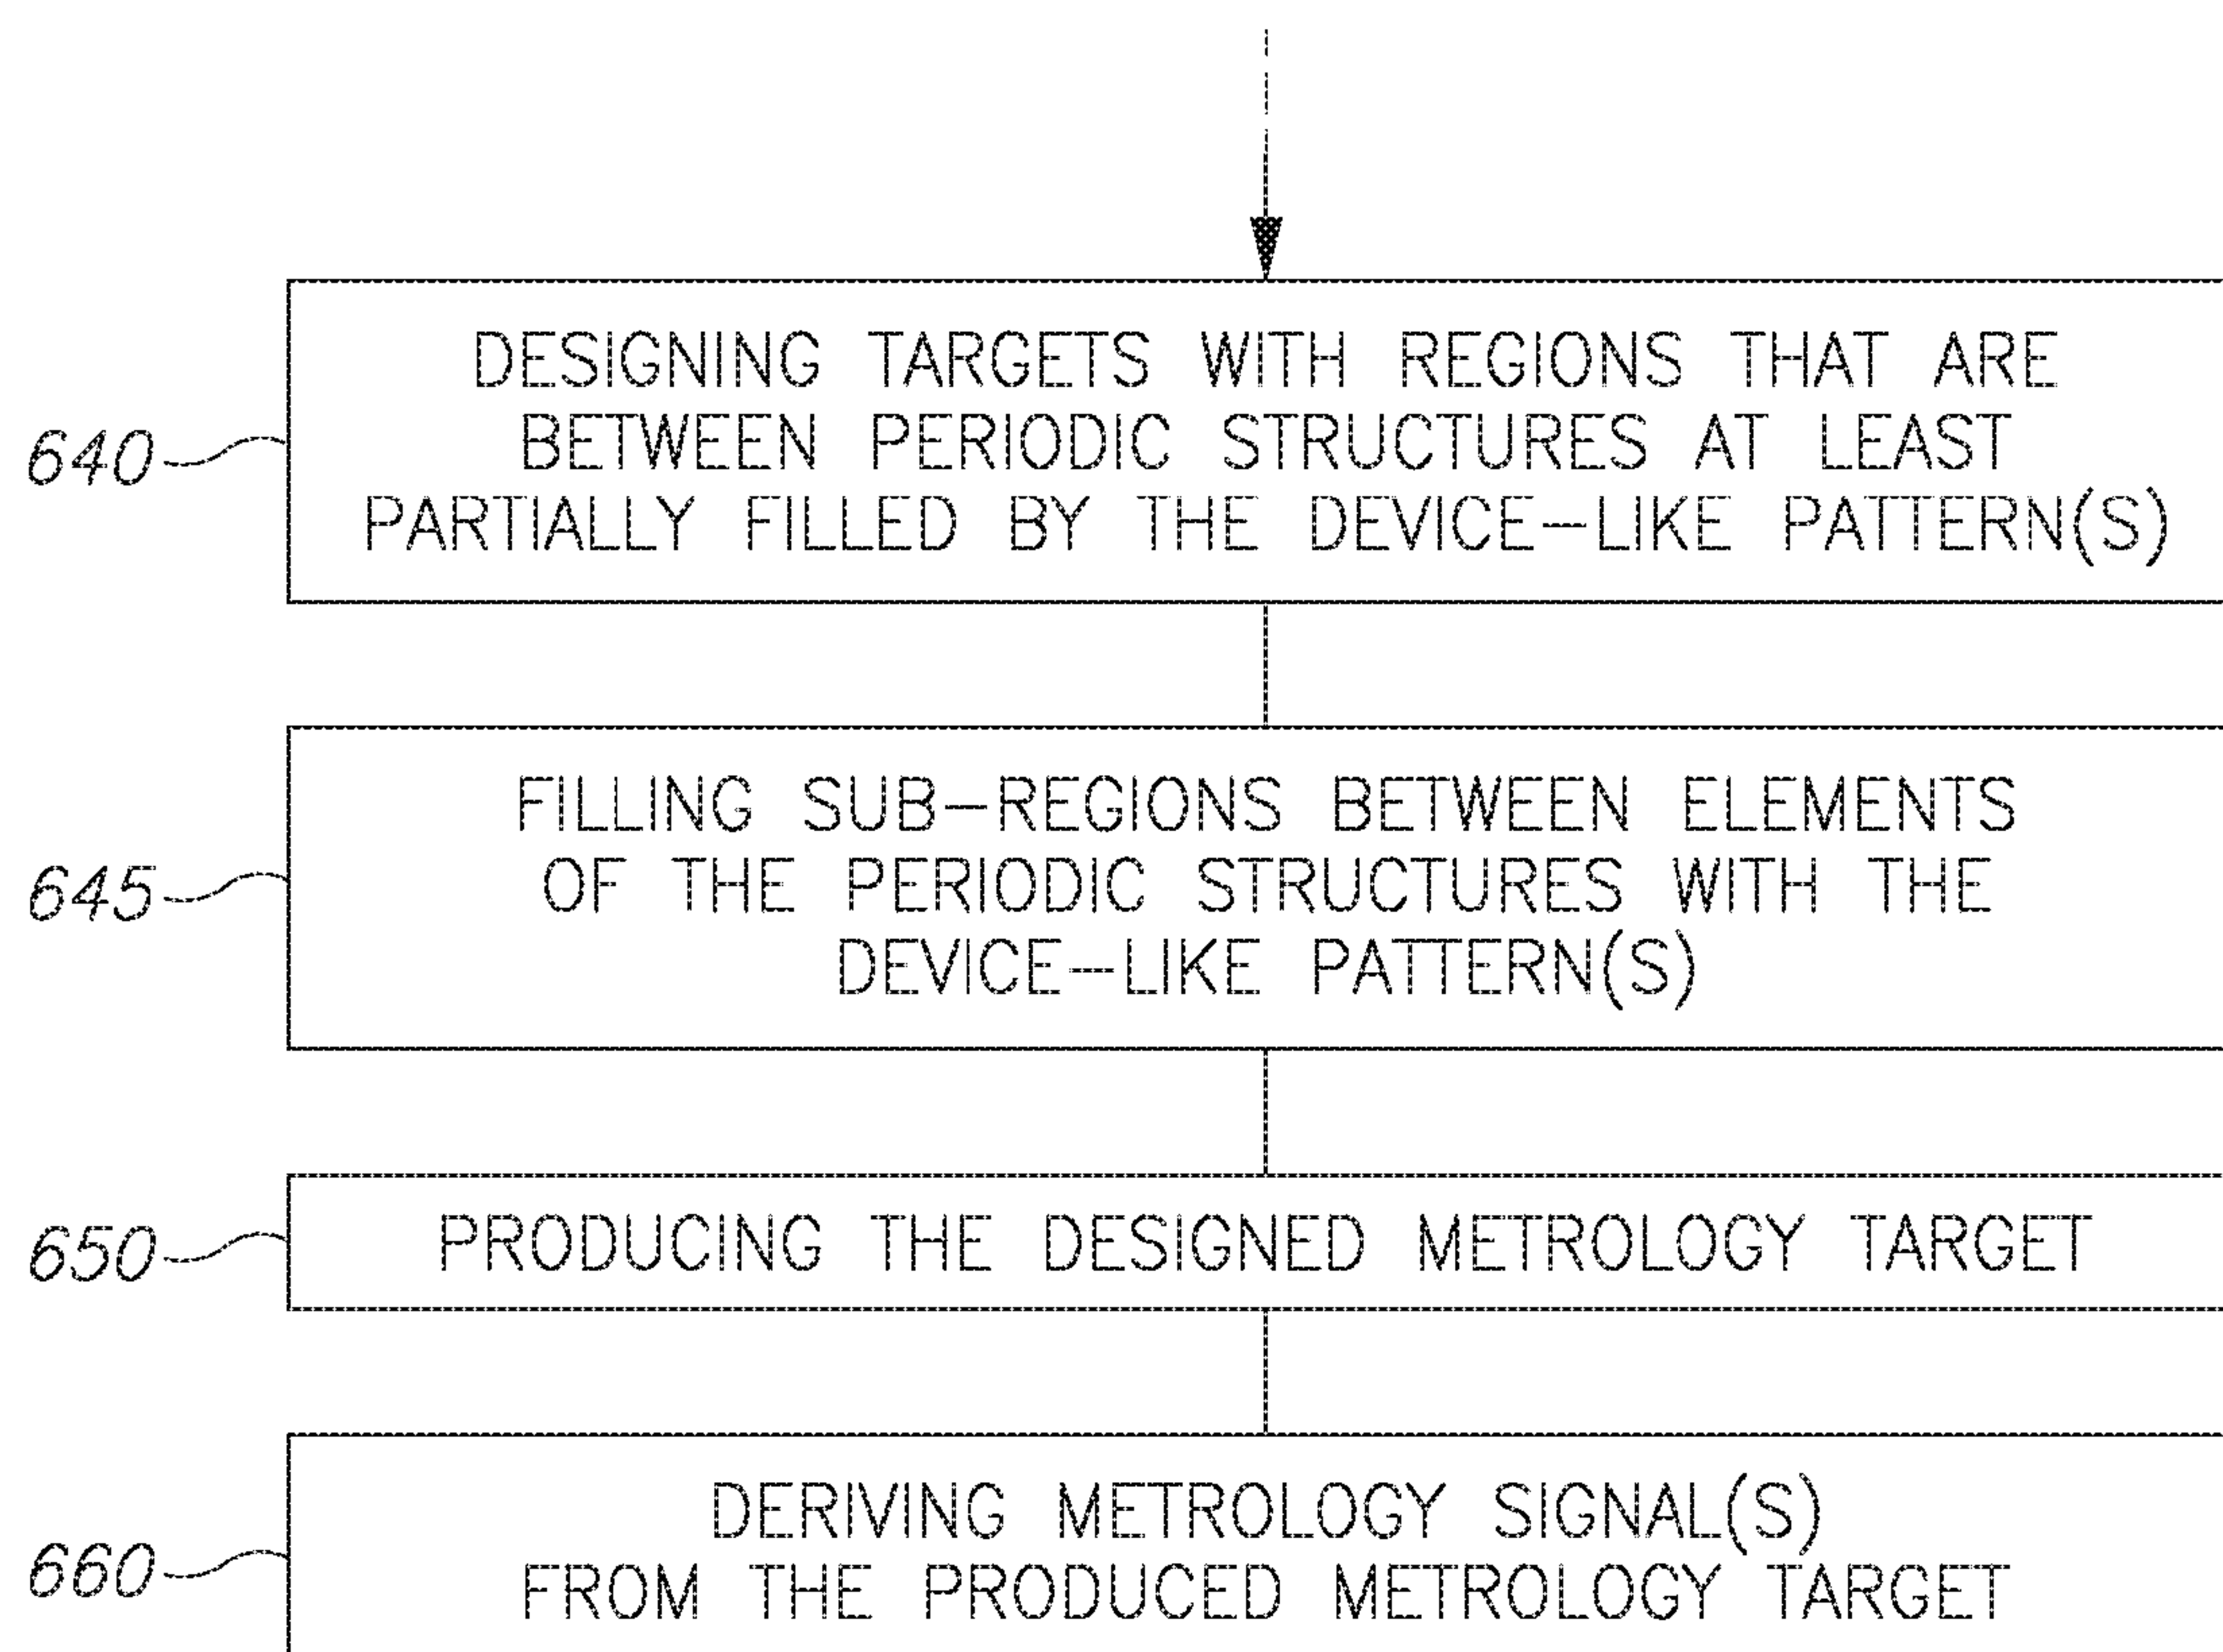 DESIGNING TARGETS WITH REGIONS THAT ARE
640
BETWEEN PERIODIC STRUCTURES AT LEAST
PARTIALLY FILLED BY THE DEVICE-LIKE PATTERN(S)
FILLING SUB-REGIONS BETWEEN ELEMENTS
645
OF THE PERIODIC STRUCTURES WITH THE
DEVICE-LIKE PATTERN(S)
650
PRODUCING THE DESIGNED METROLOGY TARGET
DERIVING METROLOGY SIGNAL(S)
660
FROM THE PRODUCED METROLOGY TARGET